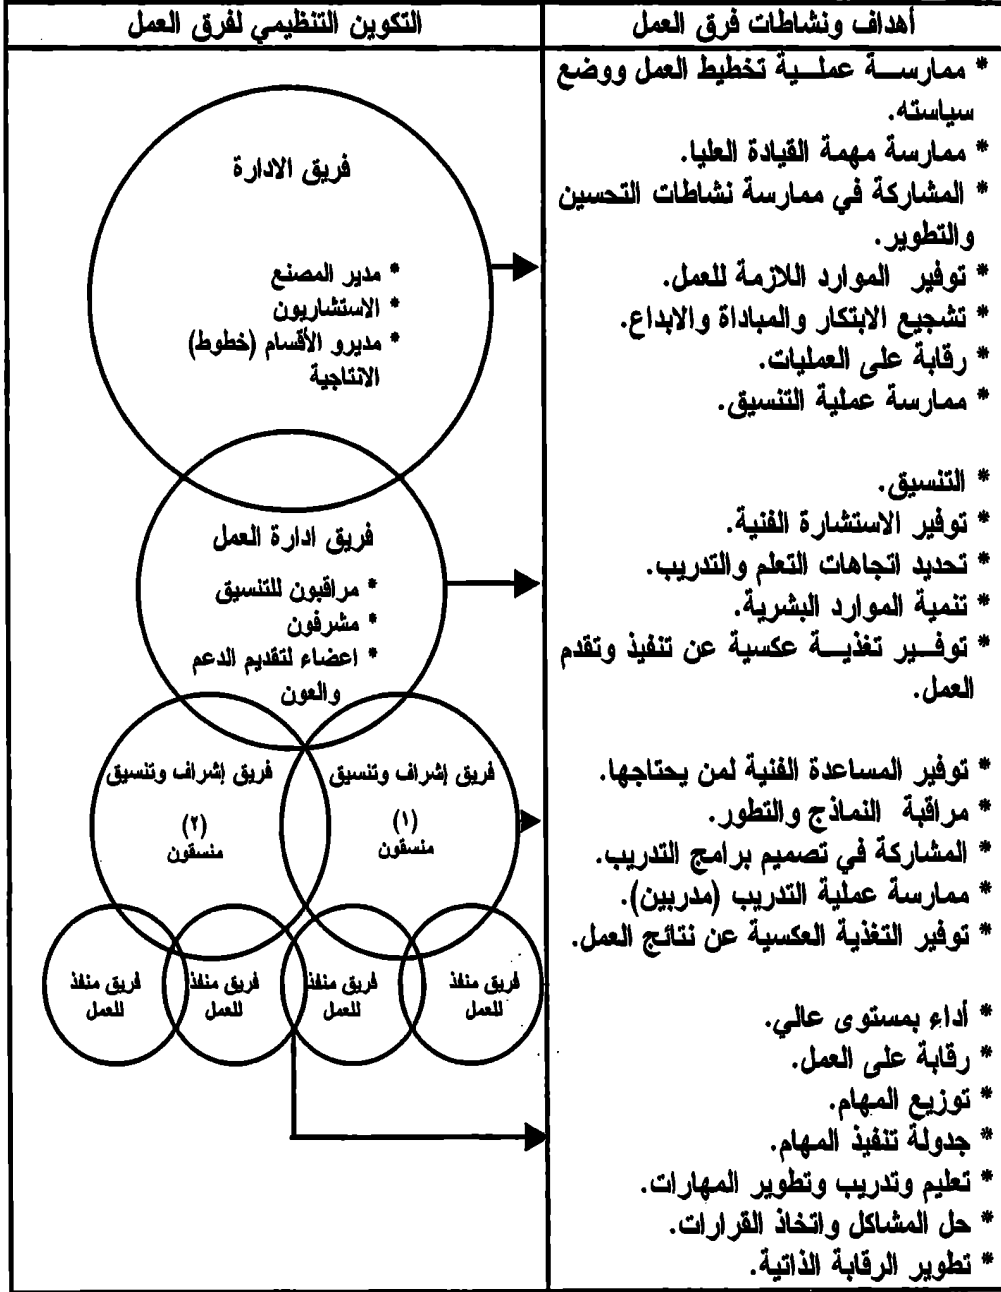 أهداف ونشاطات فرق العمل
* ممارسة عملية تخطيط العمل ووضع
سياسته.
* ممارسة مهمة القيادة العليا.
* المشاركة في ممارسة نشاطات التحسين
والتطوير.
* توفير الموارد اللازمة للعمل.
* تشجيع الابتكار والمباداة والابداع.
* رقابة على العمليات.
* ممارسة عملية التنسيق.
* التنسيق.
* توفير الاستشارة الفنية.
* تحديد اتجاهات التعلم والتدريب.
* تنمية الموارد البشرية.
* توفير تغذية عكسية عن تنفيذ وتقدم
العمل.
* توفير المساعدة الفنية لمن يحتاجها.
* مراقبة النماذج والتطور.
* المشاركة في تصميم برامج التدريب.
* ممارسة عملية التدريب (مدربين).
* توفير التغذية العكسية عن نتائج العمل.
* أداء بمستوى عالي.
* رقابة على العمل.
* توزيع المهام.
* جدولة تنفيذ المهام.
* تعليم وتدريب وتطوير المهارات.
* حل المشاكل واتخاذ القرارات.
* تطوير الرقابة الذاتية.
التكوين التنظيمي لفرق العمل
فريق الادارة
* مدير المصنع
* الاستشاريون
* مديرو الأقسام (خطوط)
الانتاجية
فريق ادارة العمل
* مراقبون للتنسيق
* مشرفون
* اعضاء لتقديم الدعم
والعون
فريق إشراف وتنسيق
(١)
منسقون
فريق إشراف وتنسيق
(٢)
منسقون
فريق منفذ
للعمل
فريق منفذ
للعمل
فريق منفذ
للعمل
فريق منفذ
للعمل